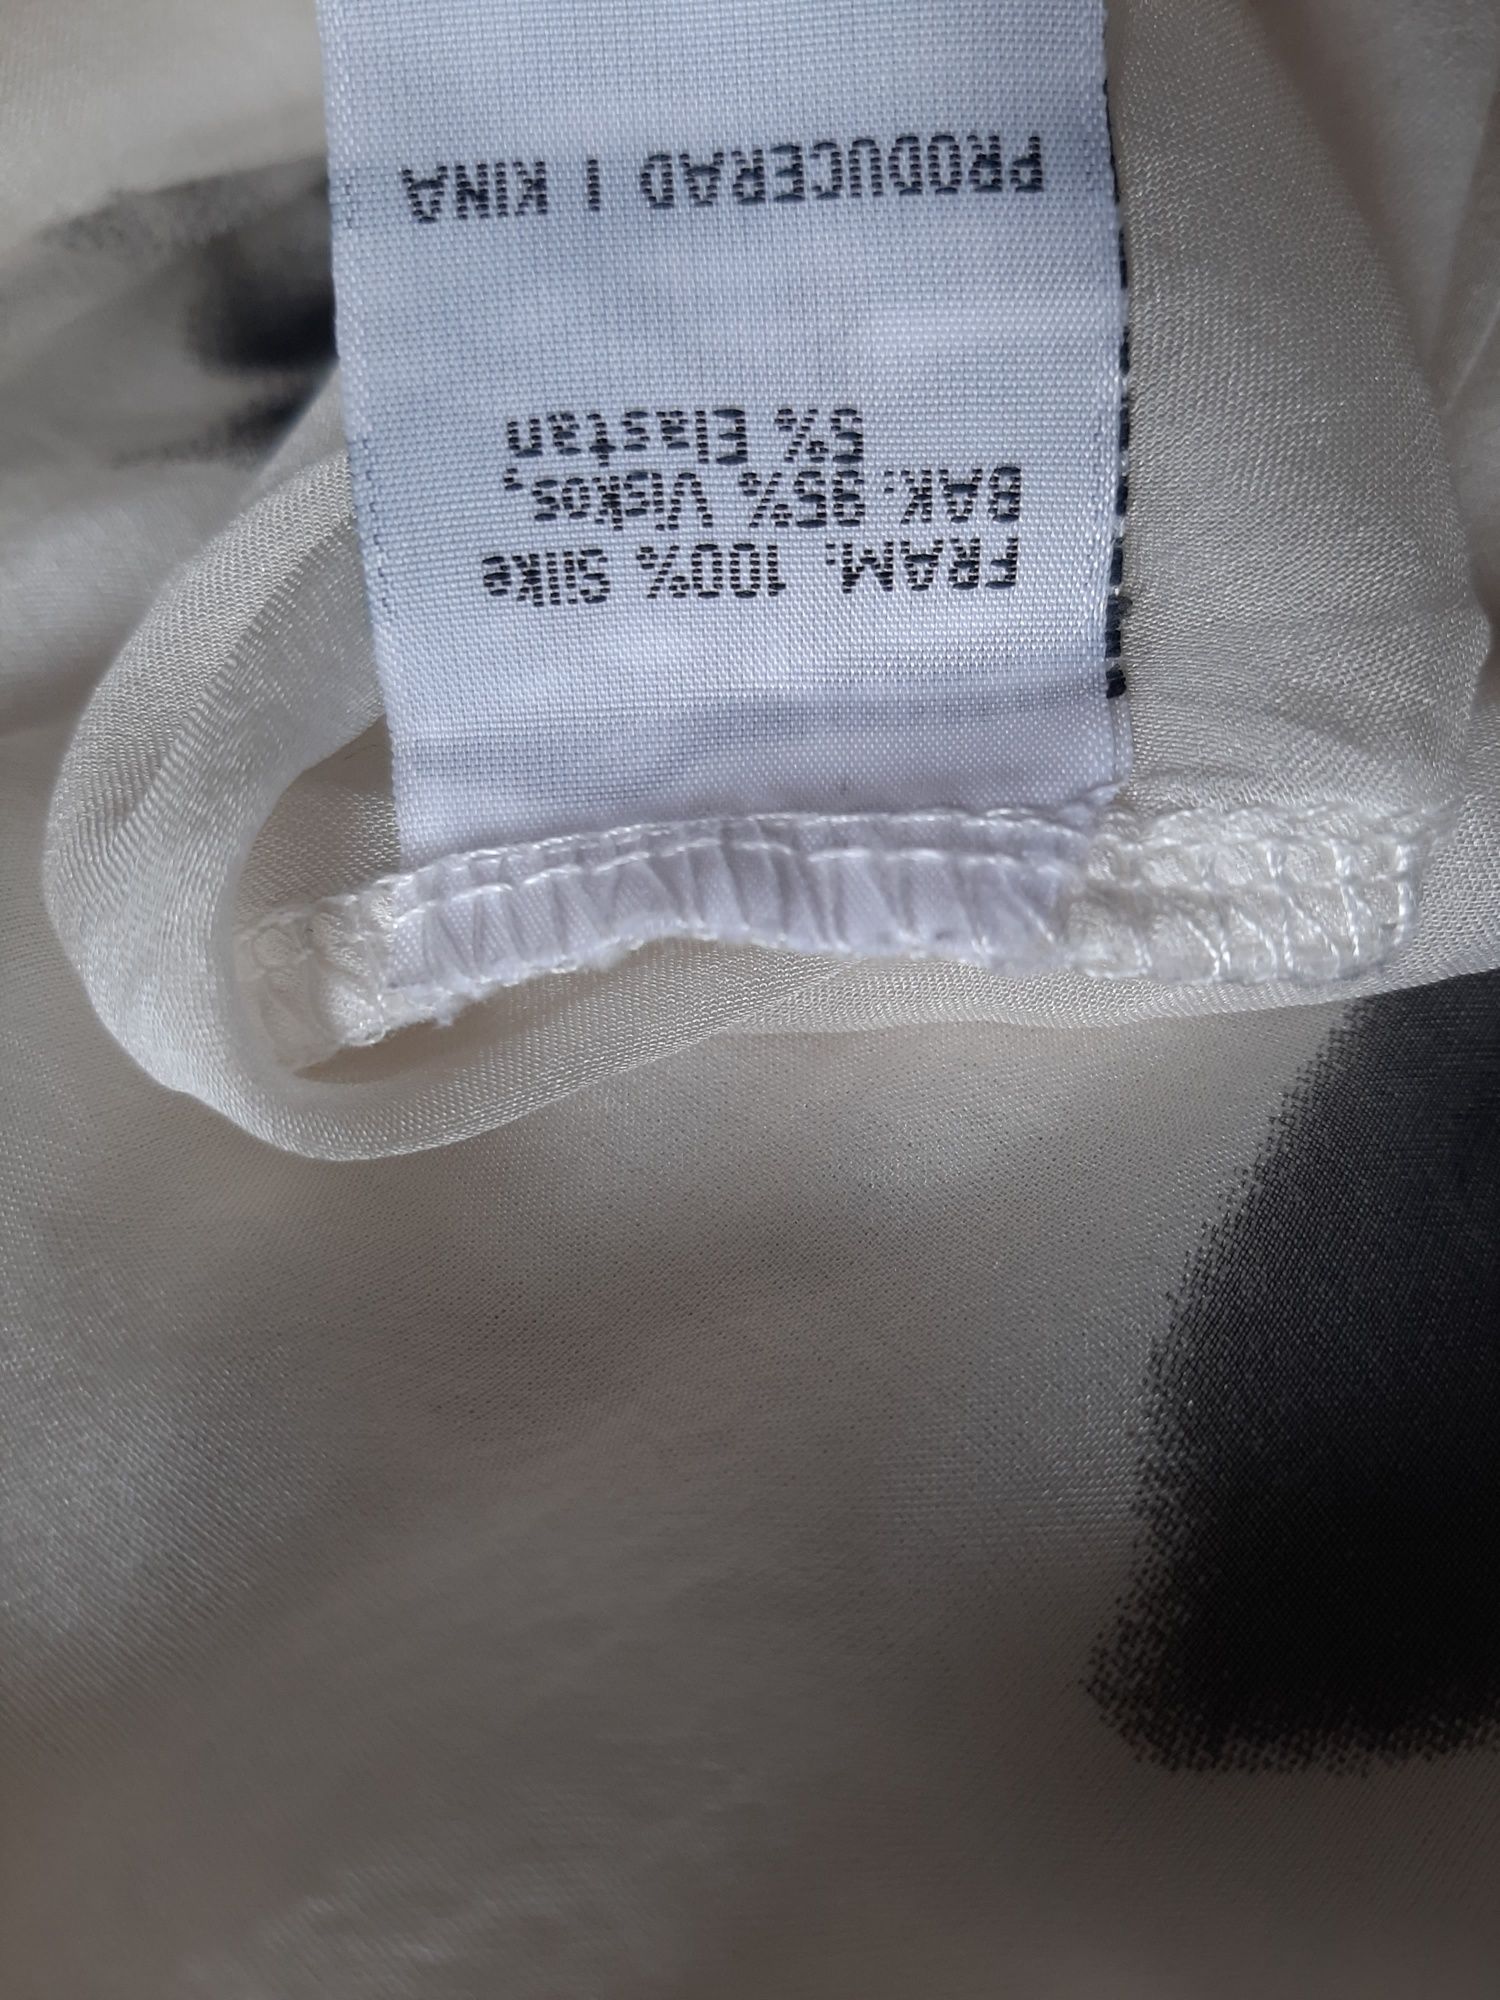 FRAM: 100% Silke
BAK: 95% Viskos,
5% Elastan
PRODUCERAD I KINA